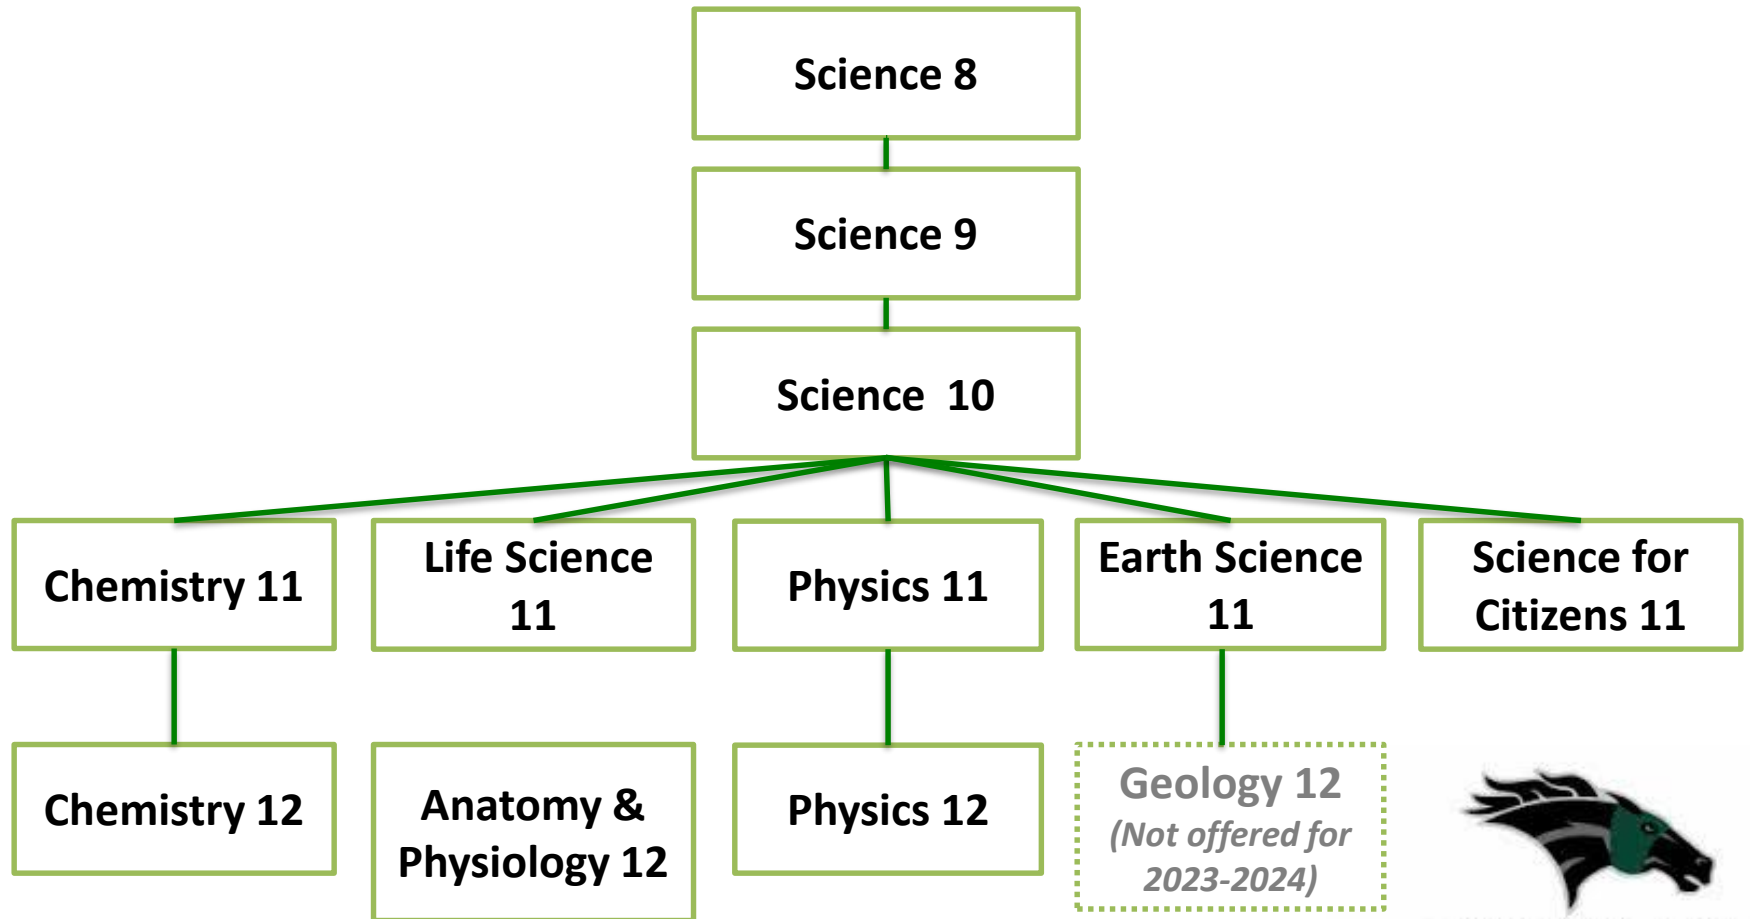 Science 8
Science 9
Science  10
Chemistry 11
Life Science
11
Physics 11
Earth Science
11
Science for
Citizens 11
Chemistry 12
Anatomy &
Physiology 12
Physics 12
Geology 12
(Not offered for
2023-2024)